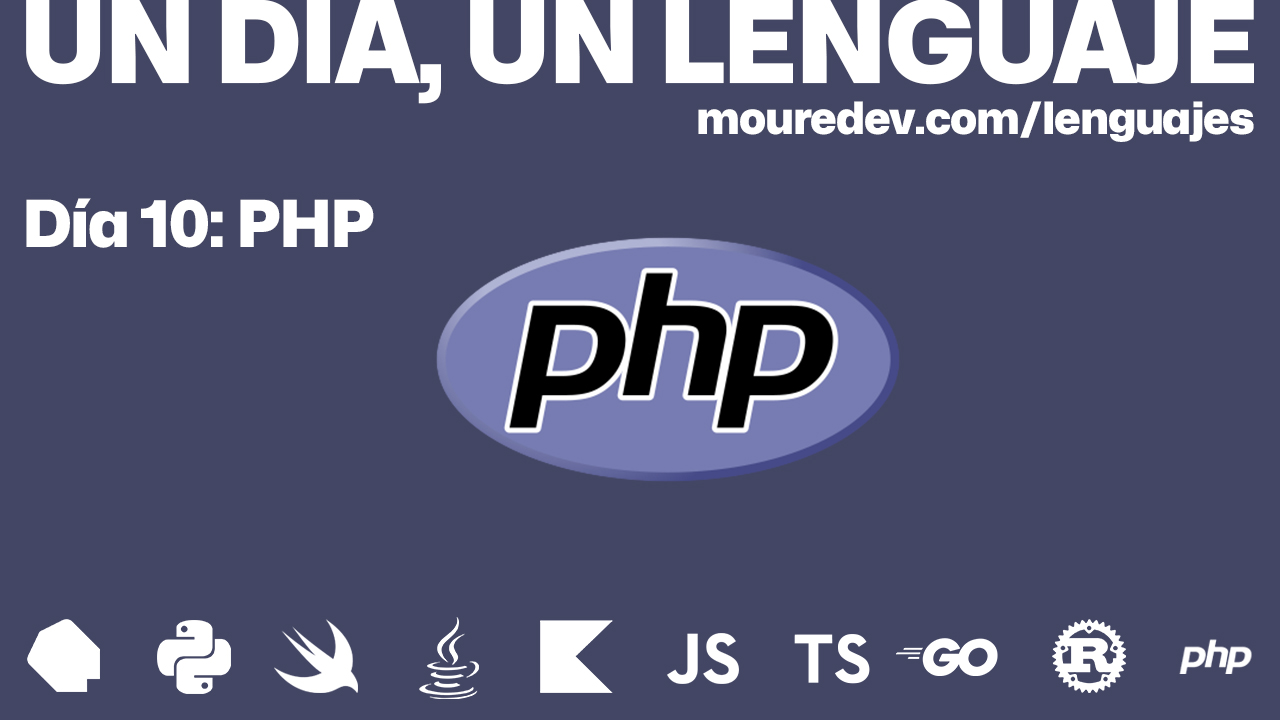 UN DÍA, UN LENGUAJE
mouredev.com/lenguajes
Día 10: PHP
php
JS TS GO R php